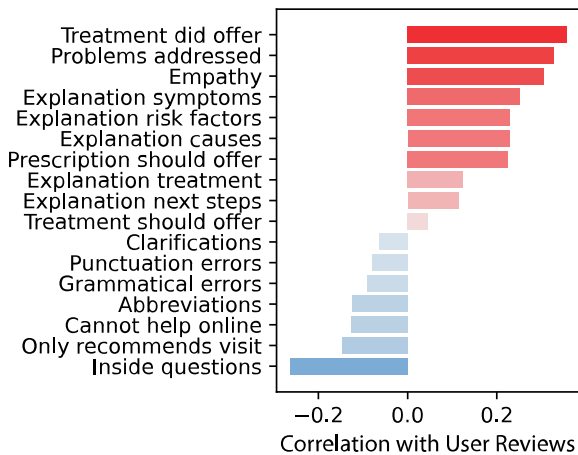 Treatment did offer
Problems addressed
Empathy
Explanation symptoms
Explanation risk factors
Explanation causes
Prescription should offer
Explanation treatment
Explanation next steps
Treatment should offer
Clarifications
Punctuation errors
Grammatical errors
Abbreviations
Cannot help online
Only recommends visit
Inside questions
−0.2 0.0 0.2
Correlation with User Reviews